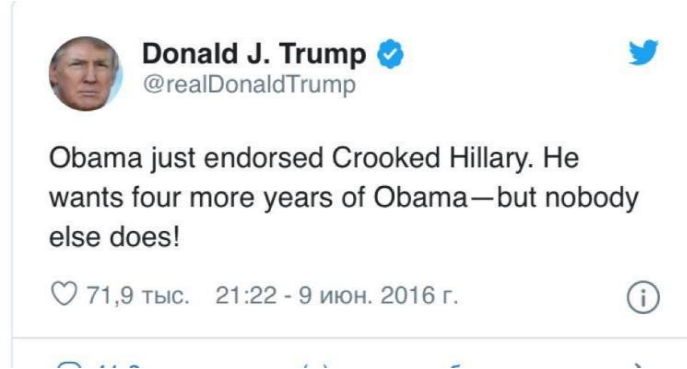 Donald J. Trump
@realDonaldTrump
Obama just endorsed Crooked Hillary. He
wants four more years of Obama—but nobody
else does!
71,9 тыс. 21:22 - 9 июн. 2016 г.